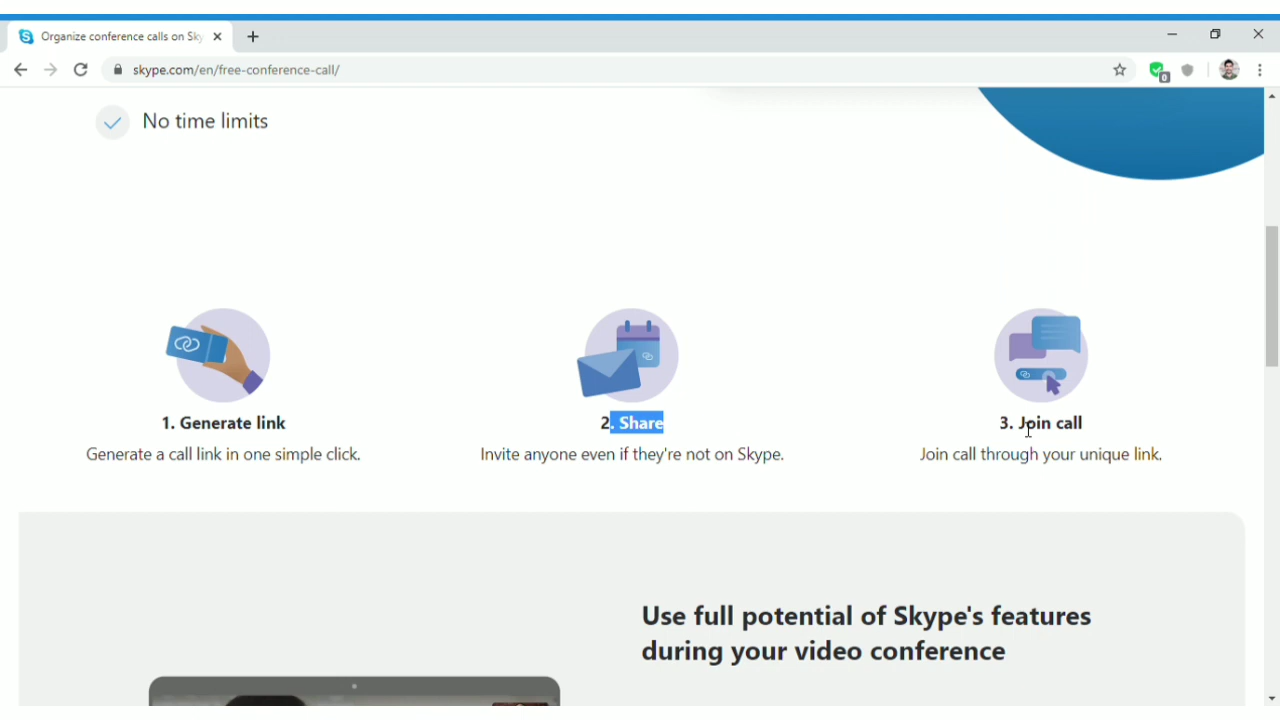 Organize conference calls on Sky
skype.com/en/free-conference-call/
0
No time limits
1. Generate link
Generate a call link in one simple click.
2. Share
Invite anyone even if they're not on Skype.
3. Join call
Join call through your unique link.
Use full potential of Skype's features
during your video conference